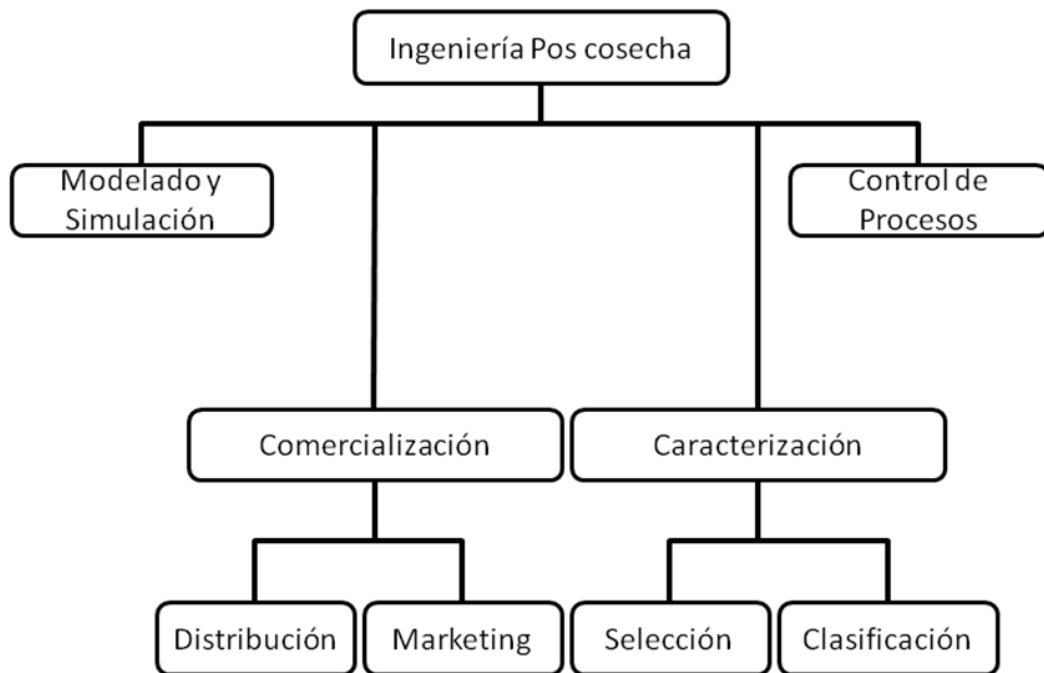 Ingeniería Pos cosecha
Modelado y
Simulación
Control de
Procesos
Comercialización
Caracterización
Distribución
Marketing
Selección
Clasificación